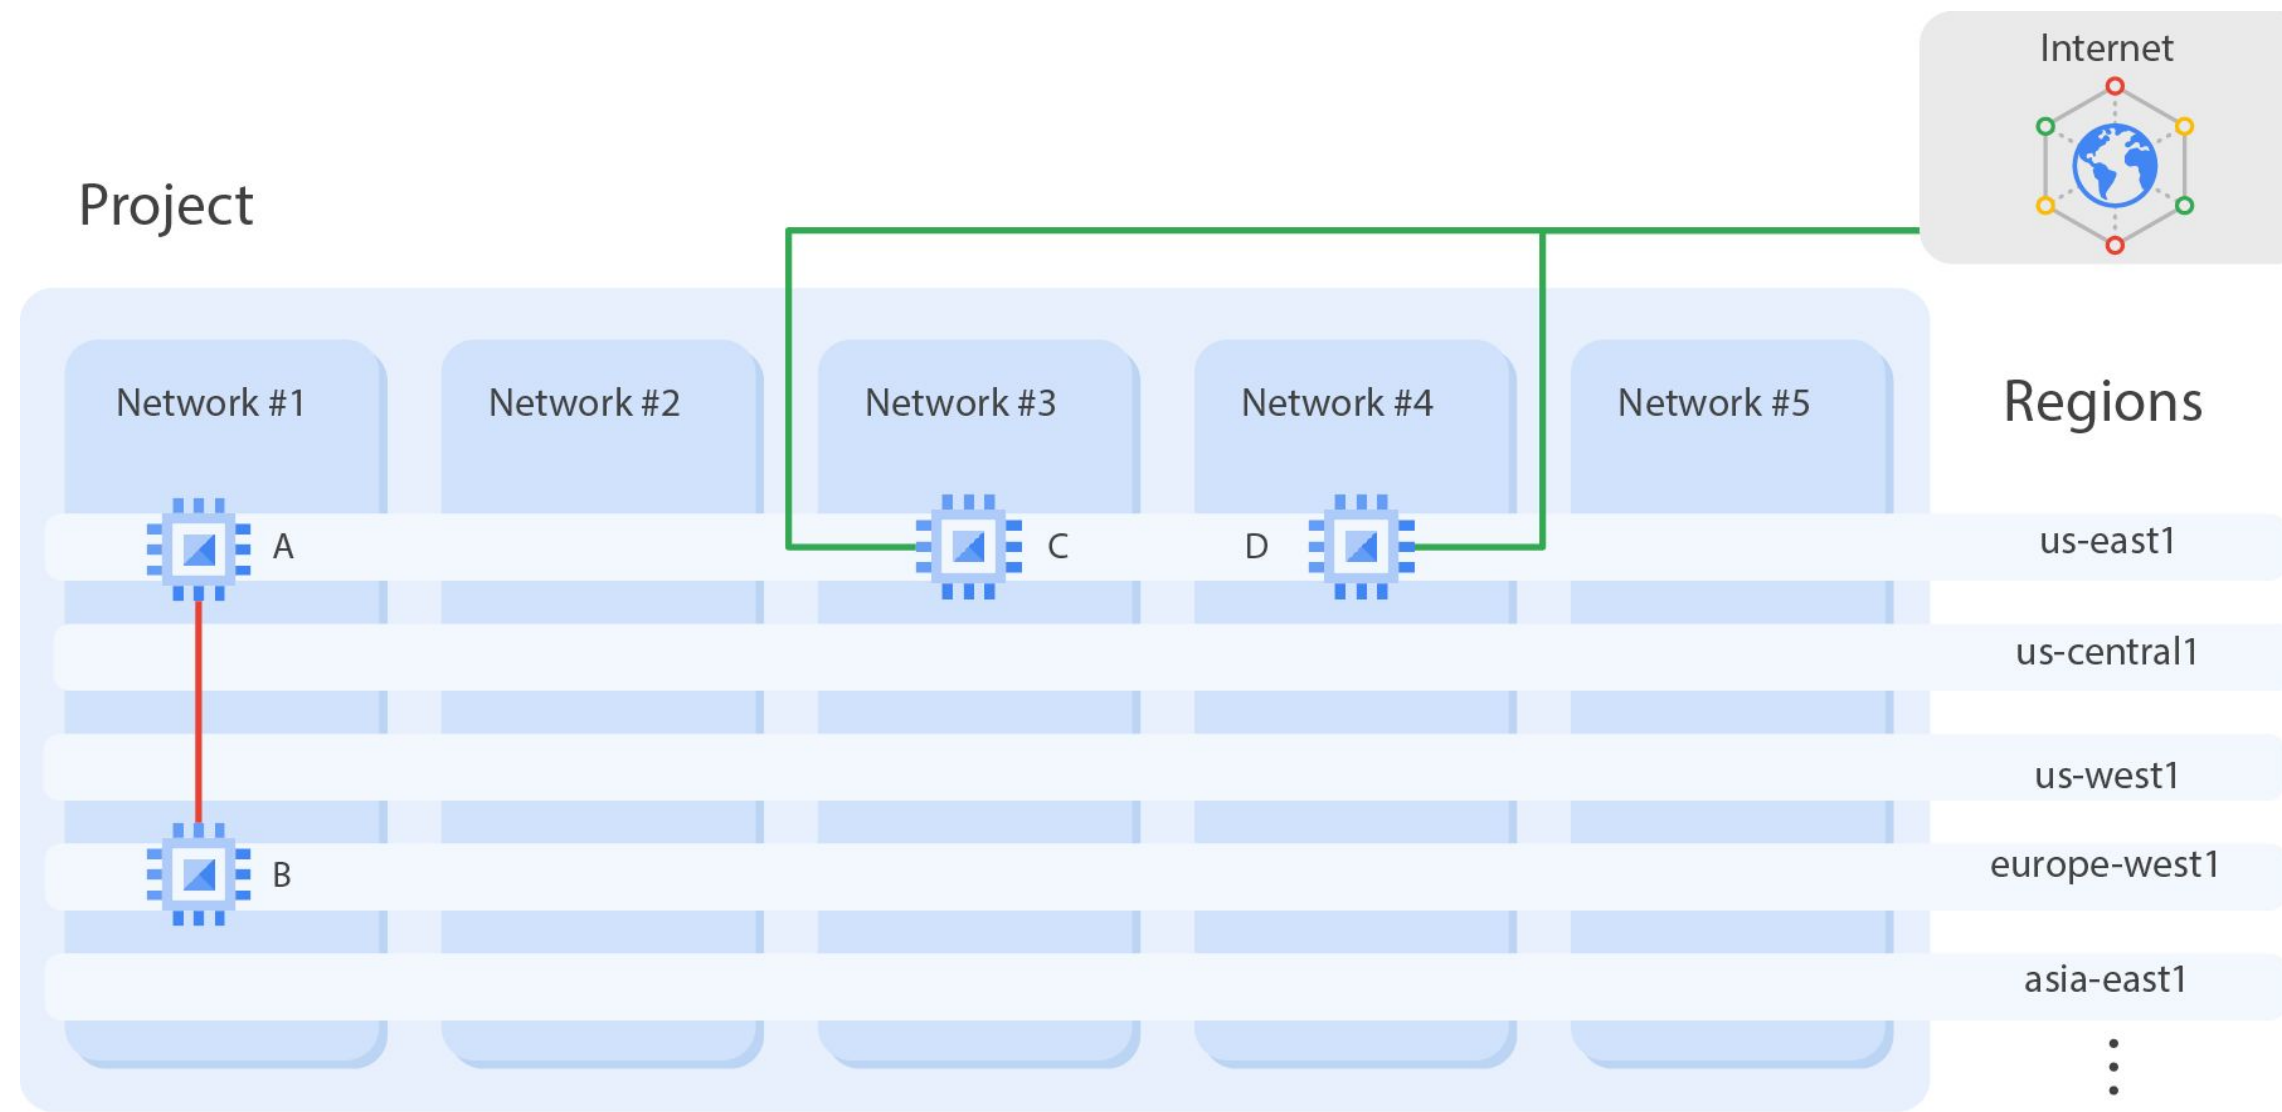 Internet
Project
Network #1
Network #2
Network #3
Network #4
Network #5
Regions
A
C
D
us-east1
us-central1
us-west1
B
europe-west1
asia-east1